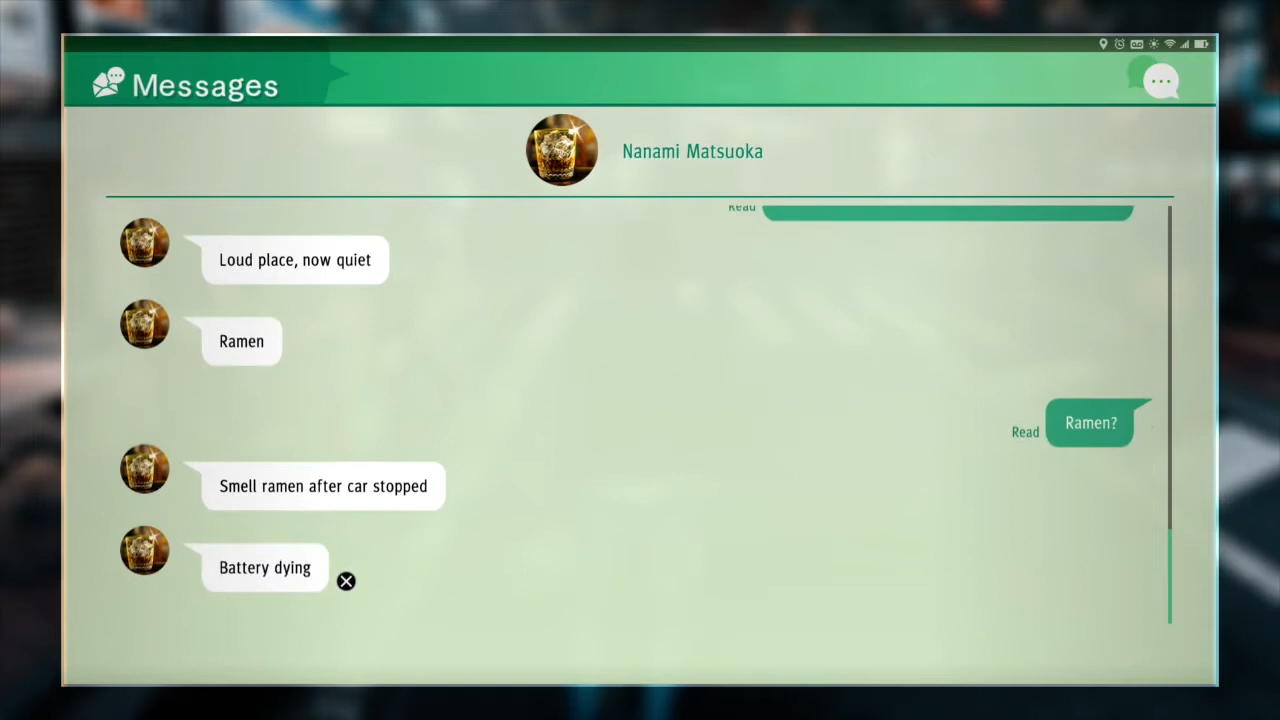 Messages
Nanami Matsuoka
Read
Loud place, now quiet
Ramen
Ramen?
Read
Smell ramen after car stopped
Battery dying